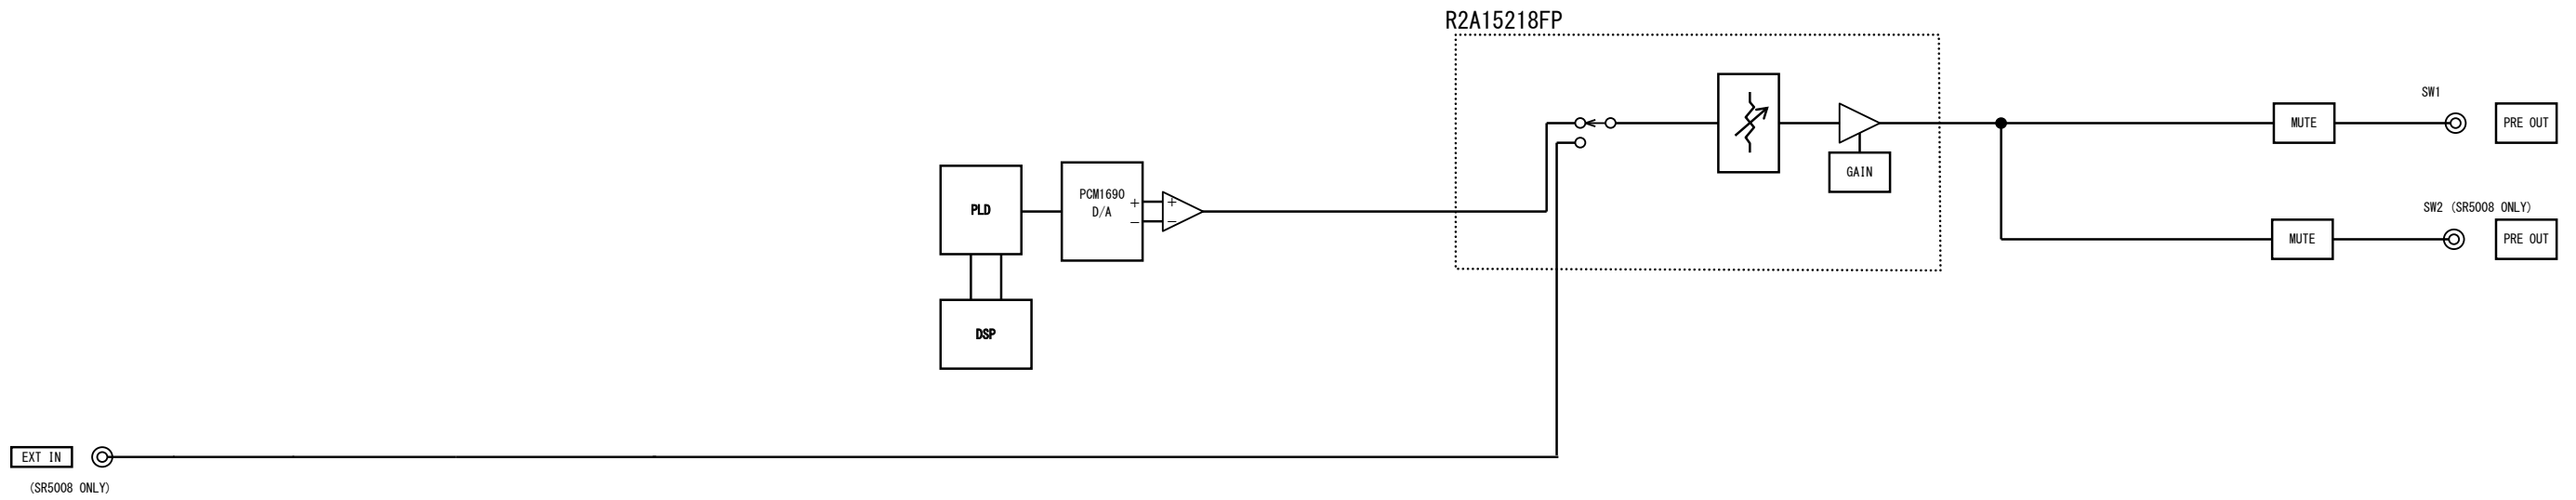 R2A15218FP
SW1
MUTE
PRE OUT
GAIN
PLD
PCM1690
D/A
+
−
+
−
SW2 (SR5008 ONLY)
MUTE
PRE OUT
DSP
EXT IN
(SR5008 ONLY)